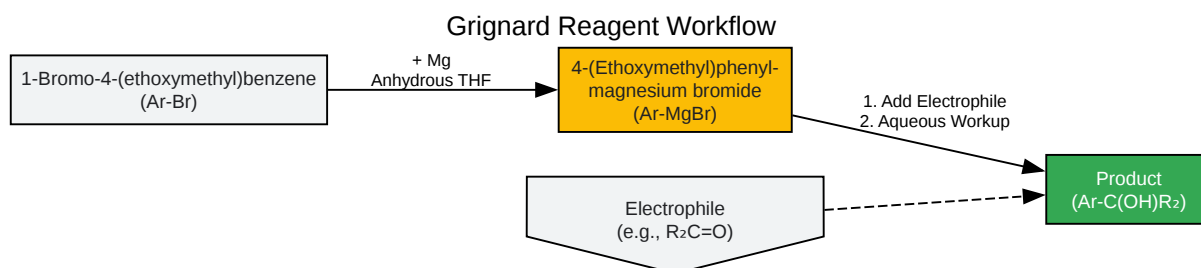 Grignard Reagent Workflow
1-Bromo-4-(ethoxymethyl)benzene
(Ar-Br)
+ Mg
Anhydrous THF
4-(Ethoxymethyl)phenyl-
magnesium bromide
(Ar-MgBr)
1. Add Electrophile
2. Aqueous Workup
Electrophile
(e.g., R₂C=O)
Product
(Ar-C(OH)R₂)